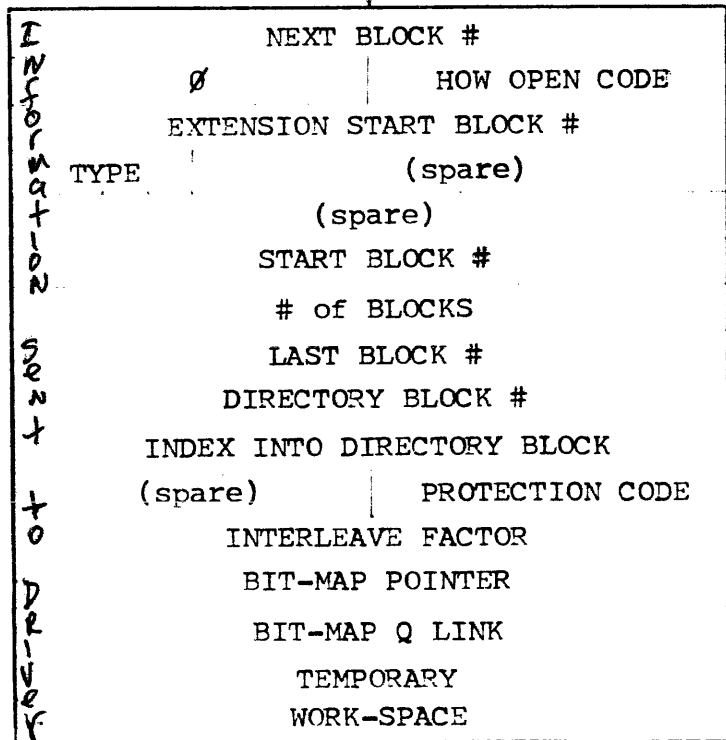 INformatION SeNt to DRIVer
NEXT BLOCK #
Ø HOW OPEN CODE
EXTENSION START BLOCK #
TYPE (spare)
(spare)
START BLOCK #
# of BLOCKS
LAST BLOCK #
DIRECTORY BLOCK #
INDEX INTO DIRECTORY BLOCK
(spare) PROTECTION CODE
INTERLEAVE FACTOR
BIT-MAP POINTER
BIT-MAP Q LINK
TEMPORARY
WORK-SPACE